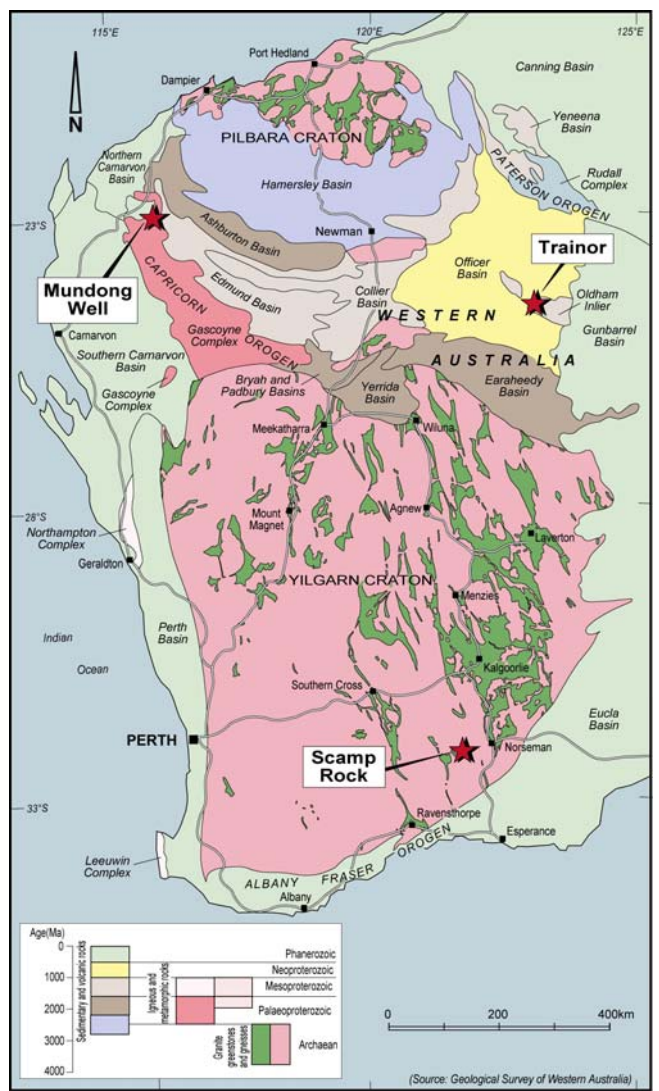 115°E
120°E
125°E
Port Hedland
Canning Basin
Dampier
N
Yeneena
Basin
PILBARA CRATON
Northern
Carnarvon
Basin
PATERSON OROGEN
Rudall
Complex
Hamersley Basin
23°S
Ashburton Basin
Newman
Trainor
Officer
Basin
Mundong
Well
CAPRICORN OROGEN
Edmund Basin
Collier
Basin
Oldham
Inlier
WESTERN
Gascoyne
Complex
Gunbarrel
Basin
Carnarvon
Southern Carnarvon
Basin
AUSTRALIA
Gascoyne
Complex
Bryah and
Padbury Basins
Yerrida
Basin
Earaheedy
Basin
Meekatharra
Wiluna
28°S
Mount
Magnet
Agnew
Laverton
Northampton
Complex
Geraldton
YILGARN CRATON
Menzies
Perth
Basin
Indian
Ocean
Kalgoorlie
Southern Cross
Eucla
Basin
PERTH
Norseman
Scamp
Rock
33°S
Ravensthorpe
Esperance
Leeuwin
Complex
ALBANY FRASER OROGEN
Albany
Age(Ma)
0
1000
2000
3000
4000
Sedimentary and volcanic rocks
Igneous and
metamorphic rocks
Granite
greenstones
and gneisses
Phanerozoic
Neoproterozoic
Mesoproterozoic
Palaeoproterozoic
Archaean
0
200
400km
(Source: Geological Survey of Western Australia)